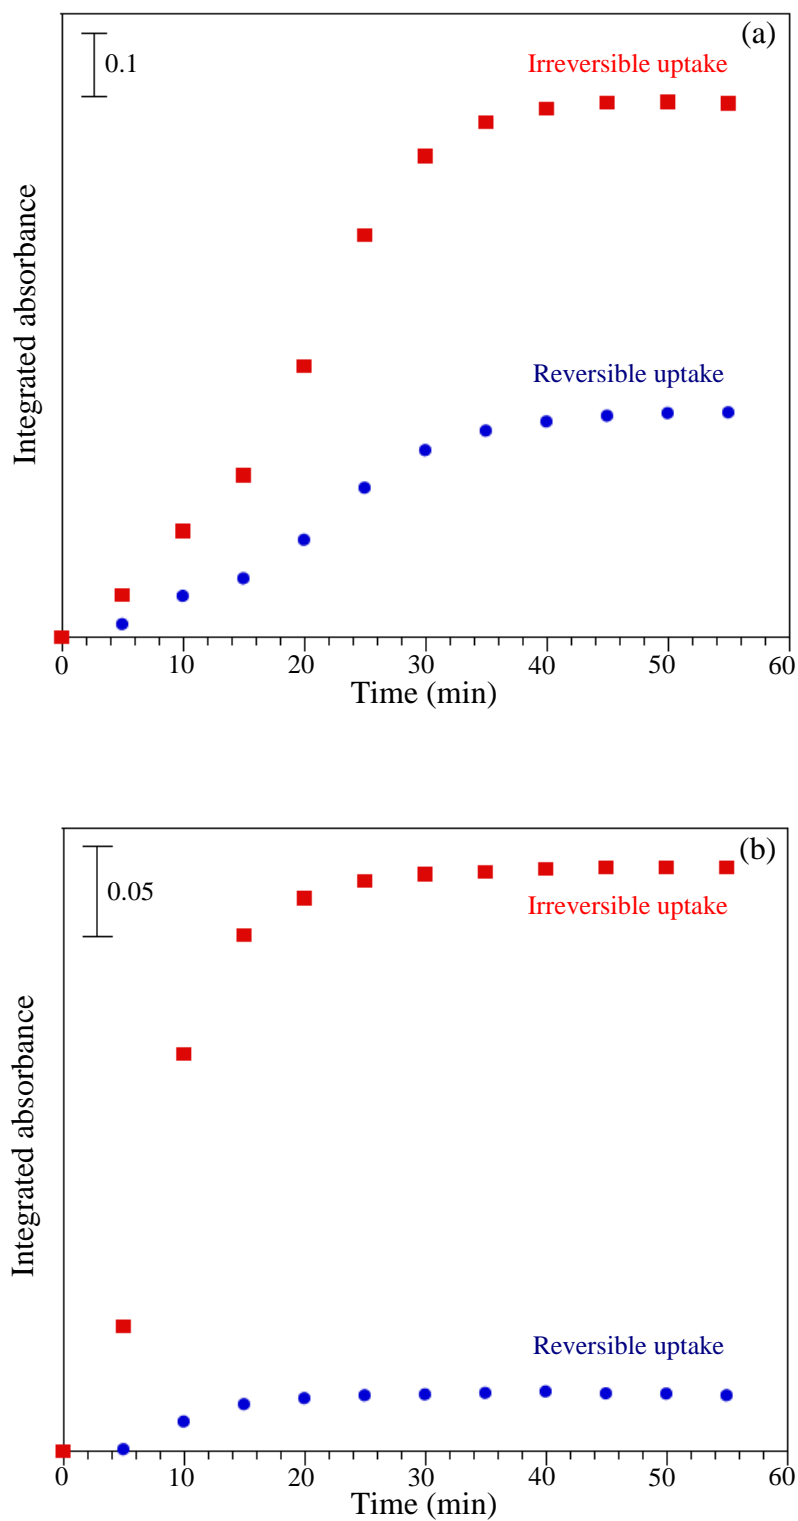 (a)
0.1
Irreversible uptake
Reversible uptake
Integrated absorbance
0 10 20 30 40 50 60
Time (min)
(b)
0.05
Irreversible uptake
Reversible uptake
Integrated absorbance
0 10 20 30 40 50 60
Time (min)